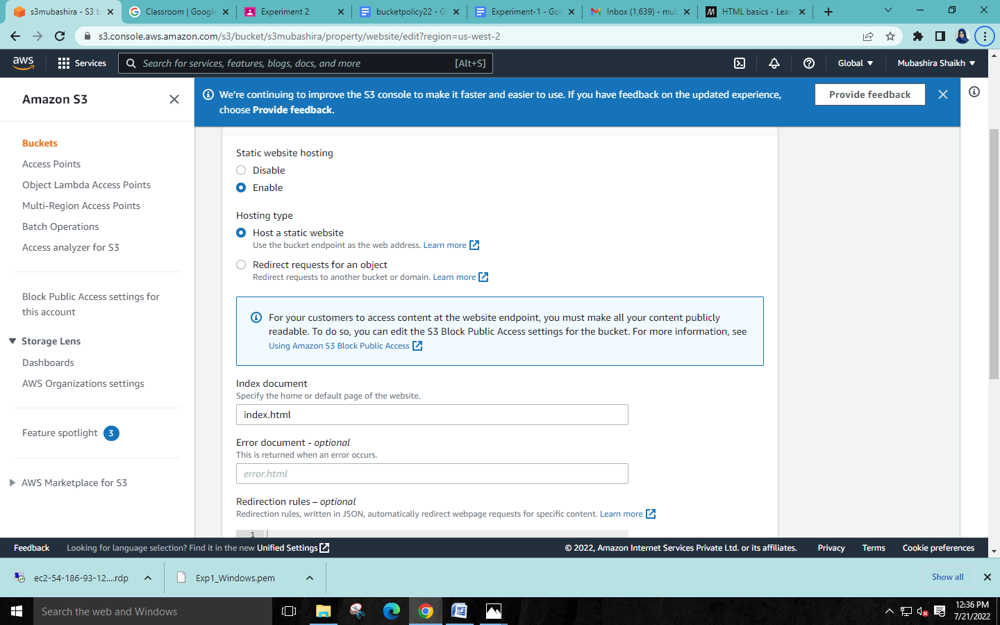 s3mubashira - S3 b
Classroom | Google
Experiment 2
bucketpolicy22 - G
Experiment-1 - Goo
Inbox (1,639) - mub
HTML basics - Lear
s3.console.aws.amazon.com/s3/bucket/s3mubashira/property/website/edit?region=us-west-2
aws
Services
Search for services, features, blogs, docs, and more
[Alt+S]
Global
Mubashira Shaikh
Amazon S3
Buckets
Access Points
Object Lambda Access Points
Multi-Region Access Points
Batch Operations
Access analyzer for S3
Block Public Access settings for
this account
Storage Lens
Dashboards
AWS Organizations settings
Feature spotlight 3
AWS Marketplace for S3
We're continuing to improve the S3 console to make it faster and easier to use. If you have feedback on the updated experience,
choose Provide feedback.
Provide feedback
Static website hosting
Disable
Enable
Hosting type
Host a static website
Use the bucket endpoint as the web address. Learn more
Redirect requests for an object
Redirect requests to another bucket or domain. Learn more
For your customers to access content at the website endpoint, you must make all your content publicly
readable. To do so, you can edit the S3 Block Public Access settings for the bucket. For more information, see
Using Amazon S3 Block Public Access
Index document
Specify the home or default page of the website.
index.html
Error document - optional
This is returned when an error occurs.
error.html
Redirection rules – optional
Redirection rules, written in JSON, automatically redirect webpage requests for specific content. Learn more
1
Feedback
Looking for language selection? Find it in the new Unified Settings
© 2022, Amazon Internet Services Private Ltd. or its affiliates.
Privacy
Terms
Cookie preferences
ec2-54-186-93-12....rdp
Exp1_Windows.pem
Show all
Search the web and Windows
12:36 PM
7/21/2022